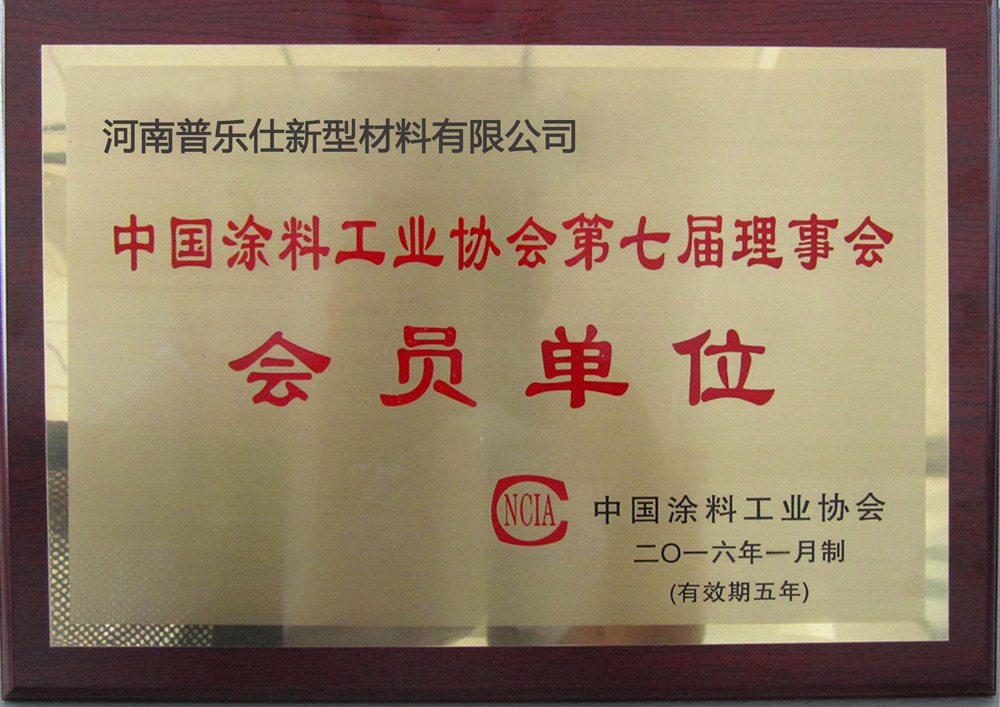 河南普乐仕新型材料有限公司
中国涂料工业协会第七届理事会
会员单位
NCIA
中国涂料工业协会
二〇一六年一月制
(有效期五年)